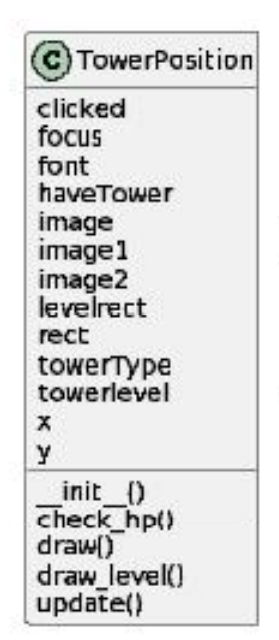 C TowerPosition
clicked
focus
font
haveTower
image
image1
image2
levelrect
rect
towerType
towerlevel
x
y
__init__()
check_hp()
draw()
draw_level()
update()